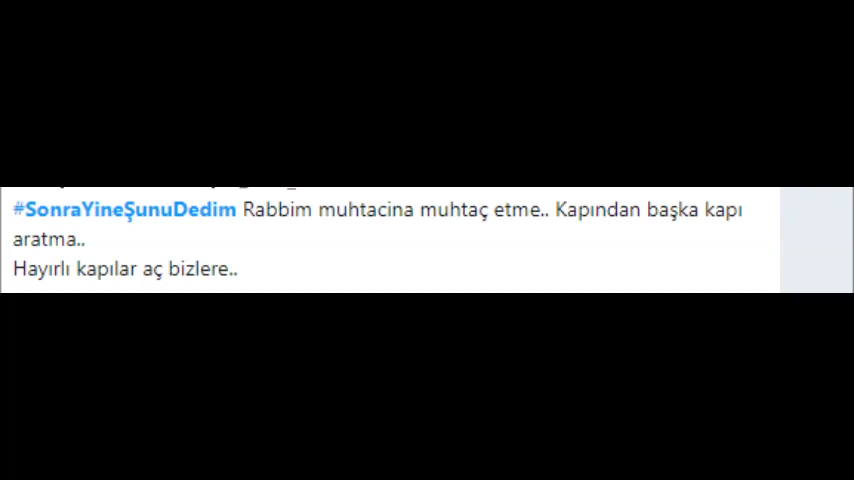 #SonraYineŞunuDedim Rabbim muhtacina muhtaç etme.. Kapından başka kapı
aratma..
Hayırlı kapılar aç bizlere..